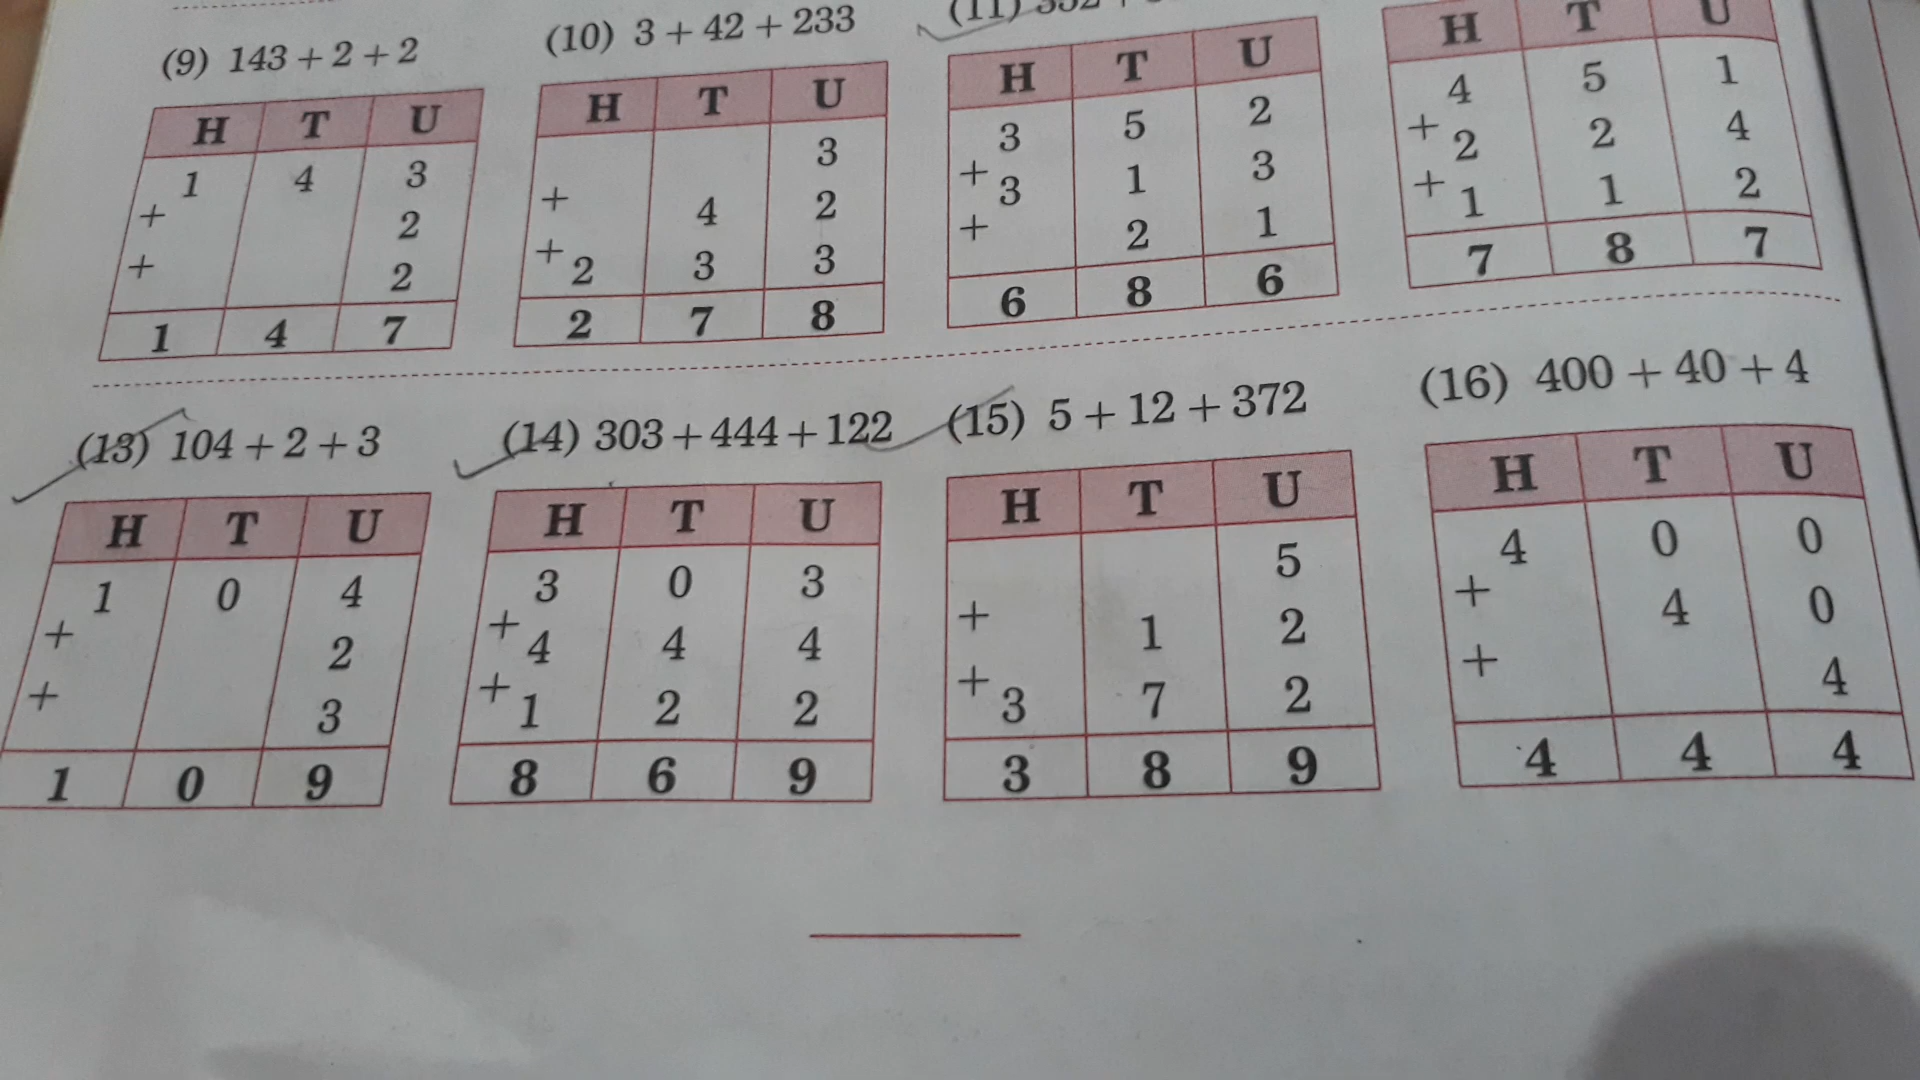 (9) 143 + 2 + 2
H T U
1 4 3
+ 2
+ 2
1 4 7
(10) 3 + 42 + 233
H T U
3
+ 4 2
+ 2 3 3
2 7 8
(11)
H T U
3 5 2
+ 3 1 3
+ 2 1
6 8 6
H T U
4 5 1
+ 2 2 4
+ 1 1 2
7 8 7
(13) 104 + 2 + 3
H T U
1 0 4
+ 2
+ 3
1 0 9
(14) 303 + 444 + 122
H T U
3 0 3
+ 4 4 4
+ 1 2 2
8 6 9
(15) 5 + 12 + 372
H T U
5
+ 1 2
+ 3 7 2
3 8 9
(16) 400 + 40 + 4
H T U
4 0 0
+ 4 0
+ 4
4 4 4